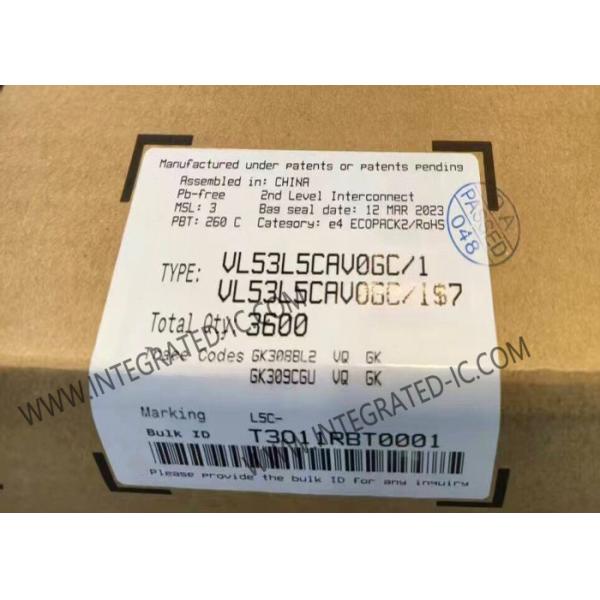 Manufactured under patents or patents pending
Assembled in: CHINA
Pb-free 2nd Level Interconnect
MSL: 3 Bag seal date: 12 MAR 2023
PBT: 260 C Category: e4 ECOPACK2/RoHS
PASSED
QA
048
TYPE: VL53L5CAV0GC/1
VL53L5CAV0GC/1$7
Total Qty 3600
Trace Codes GK308BL2 VQ GK
GK309CGU VQ GK
Marking L5C-
Bulk ID T3011RBT0001
Please provide the bulk ID for any inquiry
WWW.INTEGRATED-IC.COM
WWW.INTEGRATED-IC.COM